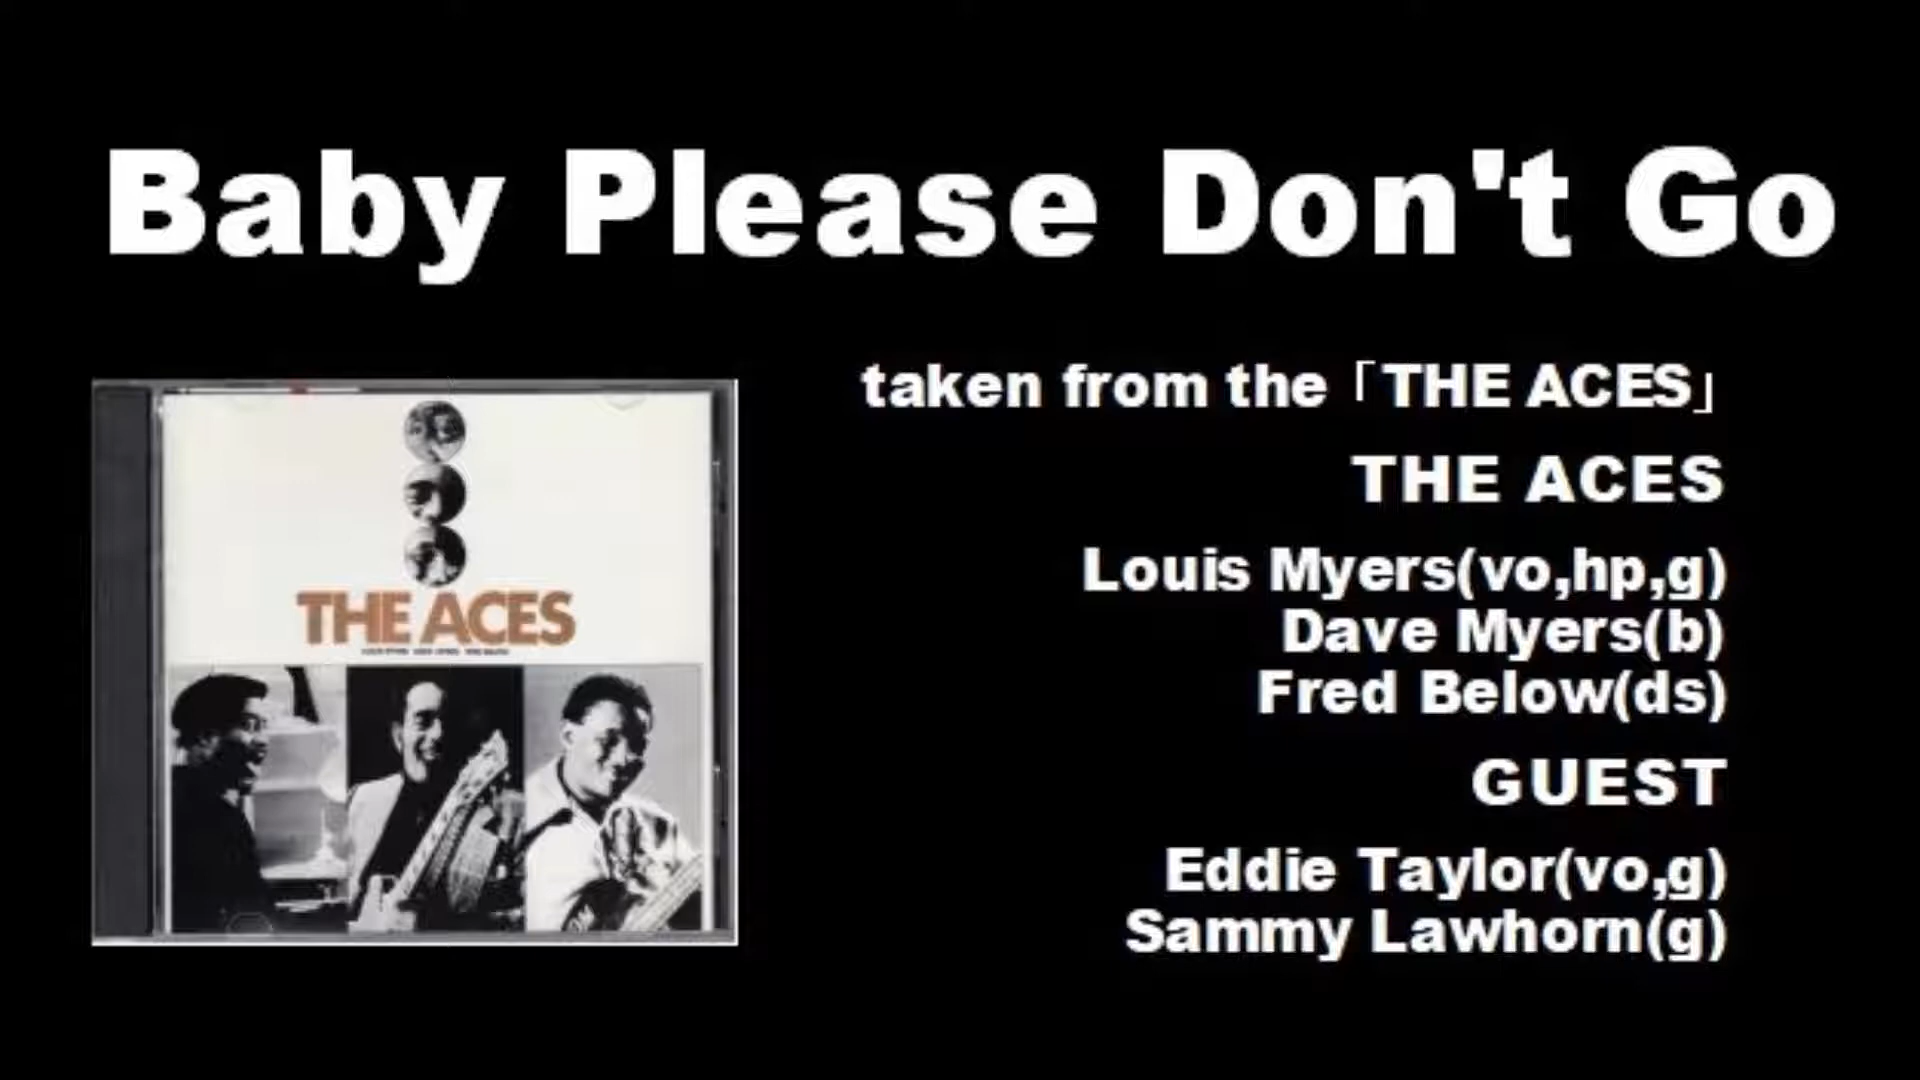 Baby Please Don't Go
taken from the「THE ACES」
THE ACES
Louis Myers(vo,hp,g)
Dave Myers(b)
Fred Below(ds)
GUEST
Eddie Taylor(vo,g)
Sammy Lawhorn(g)
THE ACES